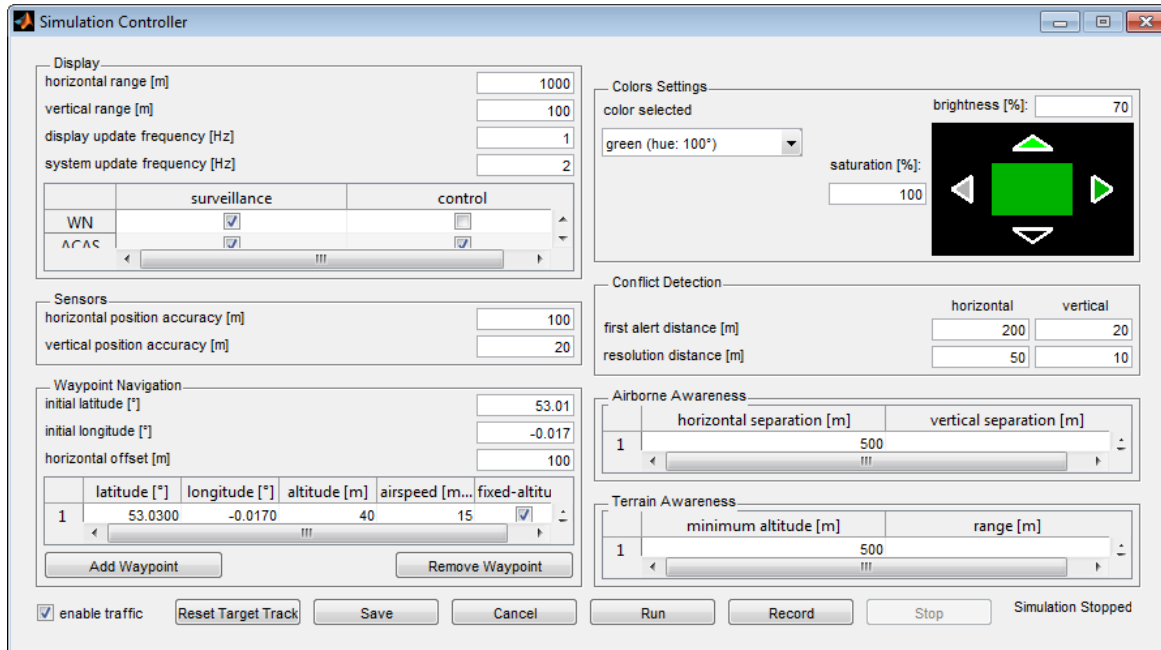 Simulation Controller
Display
horizontal range [m] 1000
vertical range [m] 100
display update frequency [Hz] 1
system update frequency [Hz] 2
surveillance control
WN
ACAS
Sensors
horizontal position accuracy [m] 100
vertical position accuracy [m] 20
Waypoint Navigation
initial latitude [°] 53.01
initial longitude [°] -0.017
horizontal offset [m] 100
latitude [°] longitude [°] altitude [m] airspeed [m... fixed-altitu
1 53.0300 -0.0170 40 15
Add Waypoint Remove Waypoint
Colors Settings
color selected brightness [%]: 70
green (hue: 100°)
saturation [%]:
100
Conflict Detection
horizontal vertical
first alert distance [m] 200 20
resolution distance [m] 50 10
Airborne Awareness
horizontal separation [m] vertical separation [m]
1 500
Terrain Awareness
minimum altitude [m] range [m]
1 500
enable traffic Reset Target Track Save Cancel Run Record Stop Simulation Stopped